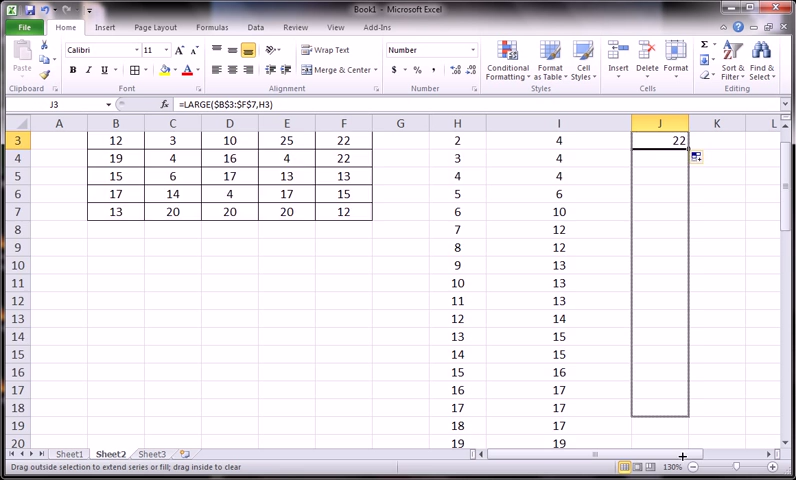 Book1 - Microsoft Excel
File Home Insert Page Layout Formulas Data Review View Add-Ins
Calibri 11 A A Wrap Text Number Σ
Paste B I U A Merge & Center $ % , Conditional Formatting Format as Table Cell Styles Insert Delete Format Sort & Filter Find & Select
Clipboard Font Alignment Number Styles Cells Editing
J3 fx =LARGE($B$3:$F$7,H3)
A B C D E F G H I J K L
3 12 3 10 25 22 2 4 22
4 19 4 16 4 22 3 4
5 15 6 17 13 13 4 4
6 17 14 4 17 15 5 6
7 13 20 20 20 12 6 10
8 7 12
9 8 12
10 9 13
11 10 13
12 11 13
13 12 14
14 13 15
15 14 15
16 15 16
17 16 17
18 17 17
19 18 17
20 19 19
Sheet1 Sheet2 Sheet3
Drag outside selection to extend series or fill; drag inside to clear 130%